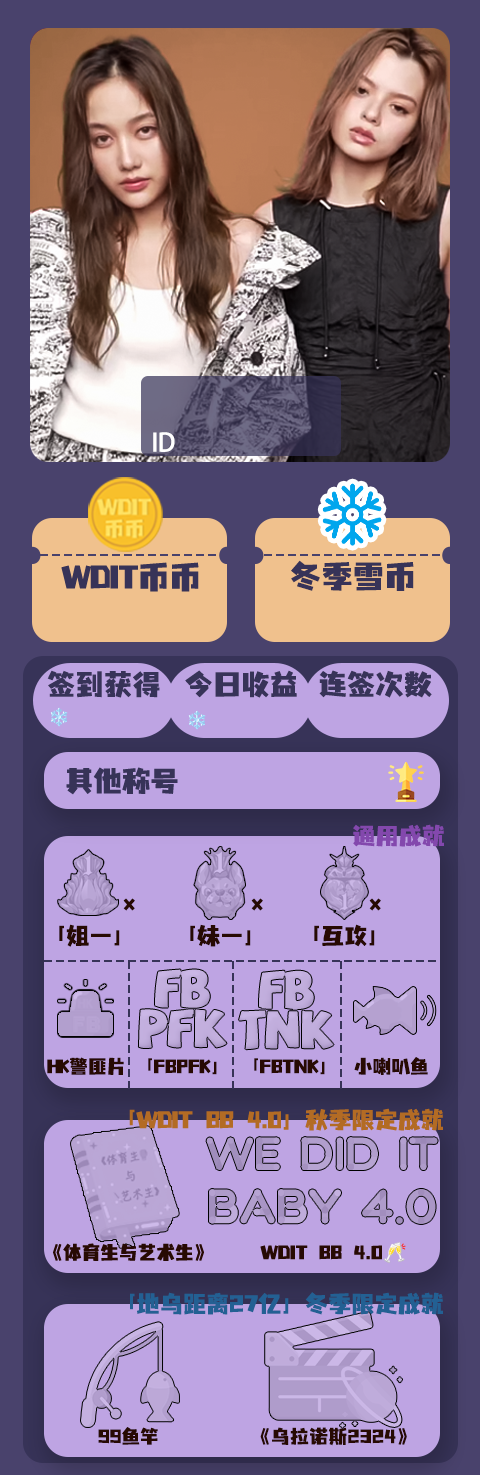 ID
WDIT
币币
WDIT币币
冬季雪币
签到获得
今日收益
连签次数
其他称号
通用成就
×
×
×
「姐一」
「妹一」
「互攻」
FB
PFK
FB
TNK
HK警匪片
「FBPFK」
「FBTNK」
小喇叭鱼
「WDIT BB 4.0」秋季限定成就
《体育生》
与
《艺术王》
WE DID IT
BABY 4.0
《体育生与艺术生》
WDIT BB 4.0
「地乌距离27亿」冬季限定成就
99鱼竿
《乌拉诺斯2324》